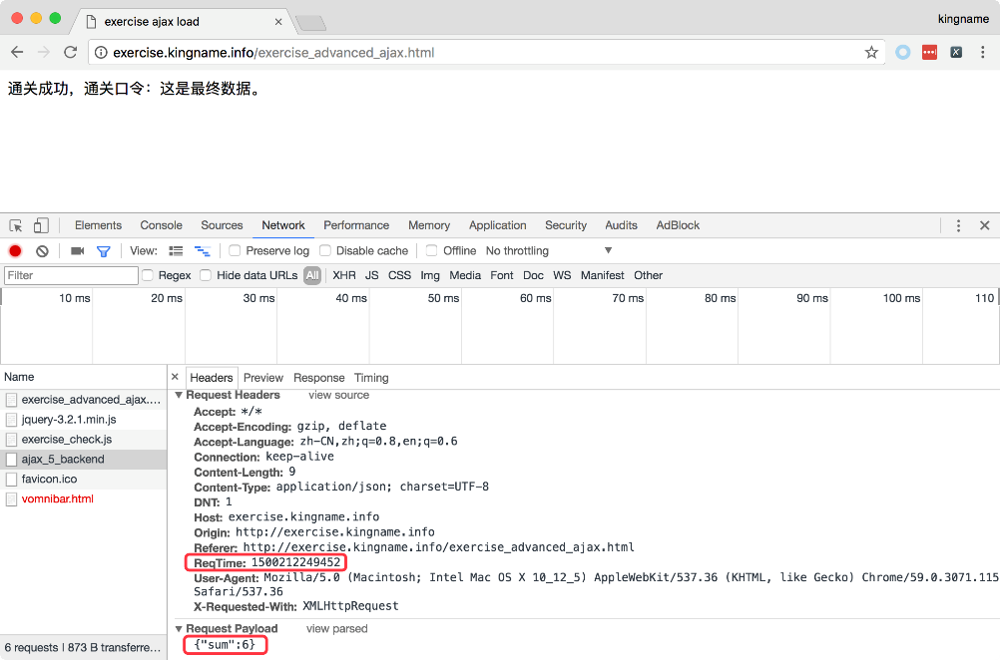 exercise ajax load
kingname
exercise.kingname.info/exercise_advanced_ajax.html
通关成功，通关口令：这是最终数据。
Elements Console Sources Network Performance Memory Application Security Audits AdBlock
View: Preserve log Disable cache Offline No throttling
Filter Regex Hide data URLs All XHR JS CSS Img Media Font Doc WS Manifest Other
10 ms 20 ms 30 ms 40 ms 50 ms 60 ms 70 ms 80 ms 90 ms 100 ms 110
Name
Headers Preview Response Timing
exercise_advanced_ajax....
jquery-3.2.1.min.js
exercise_check.js
ajax_5_backend
favicon.ico
vomnibar.html
6 requests | 873 B transferre...
Request Headers view source
Accept: */*
Accept-Encoding: gzip, deflate
Accept-Language: zh-CN,zh;q=0.8,en;q=0.6
Connection: keep-alive
Content-Length: 9
Content-Type: application/json; charset=UTF-8
DNT: 1
Host: exercise.kingname.info
Origin: http://exercise.kingname.info
Referer: http://exercise.kingname.info/exercise_advanced_ajax.html
ReqTime: 1500212249452
User-Agent: Mozilla/5.0 (Macintosh; Intel Mac OS X 10_12_5) AppleWebKit/537.36 (KHTML, like Gecko) Chrome/59.0.3071.115
Safari/537.36
X-Requested-With: XMLHttpRequest
Request Payload view parsed
{"sum":6}